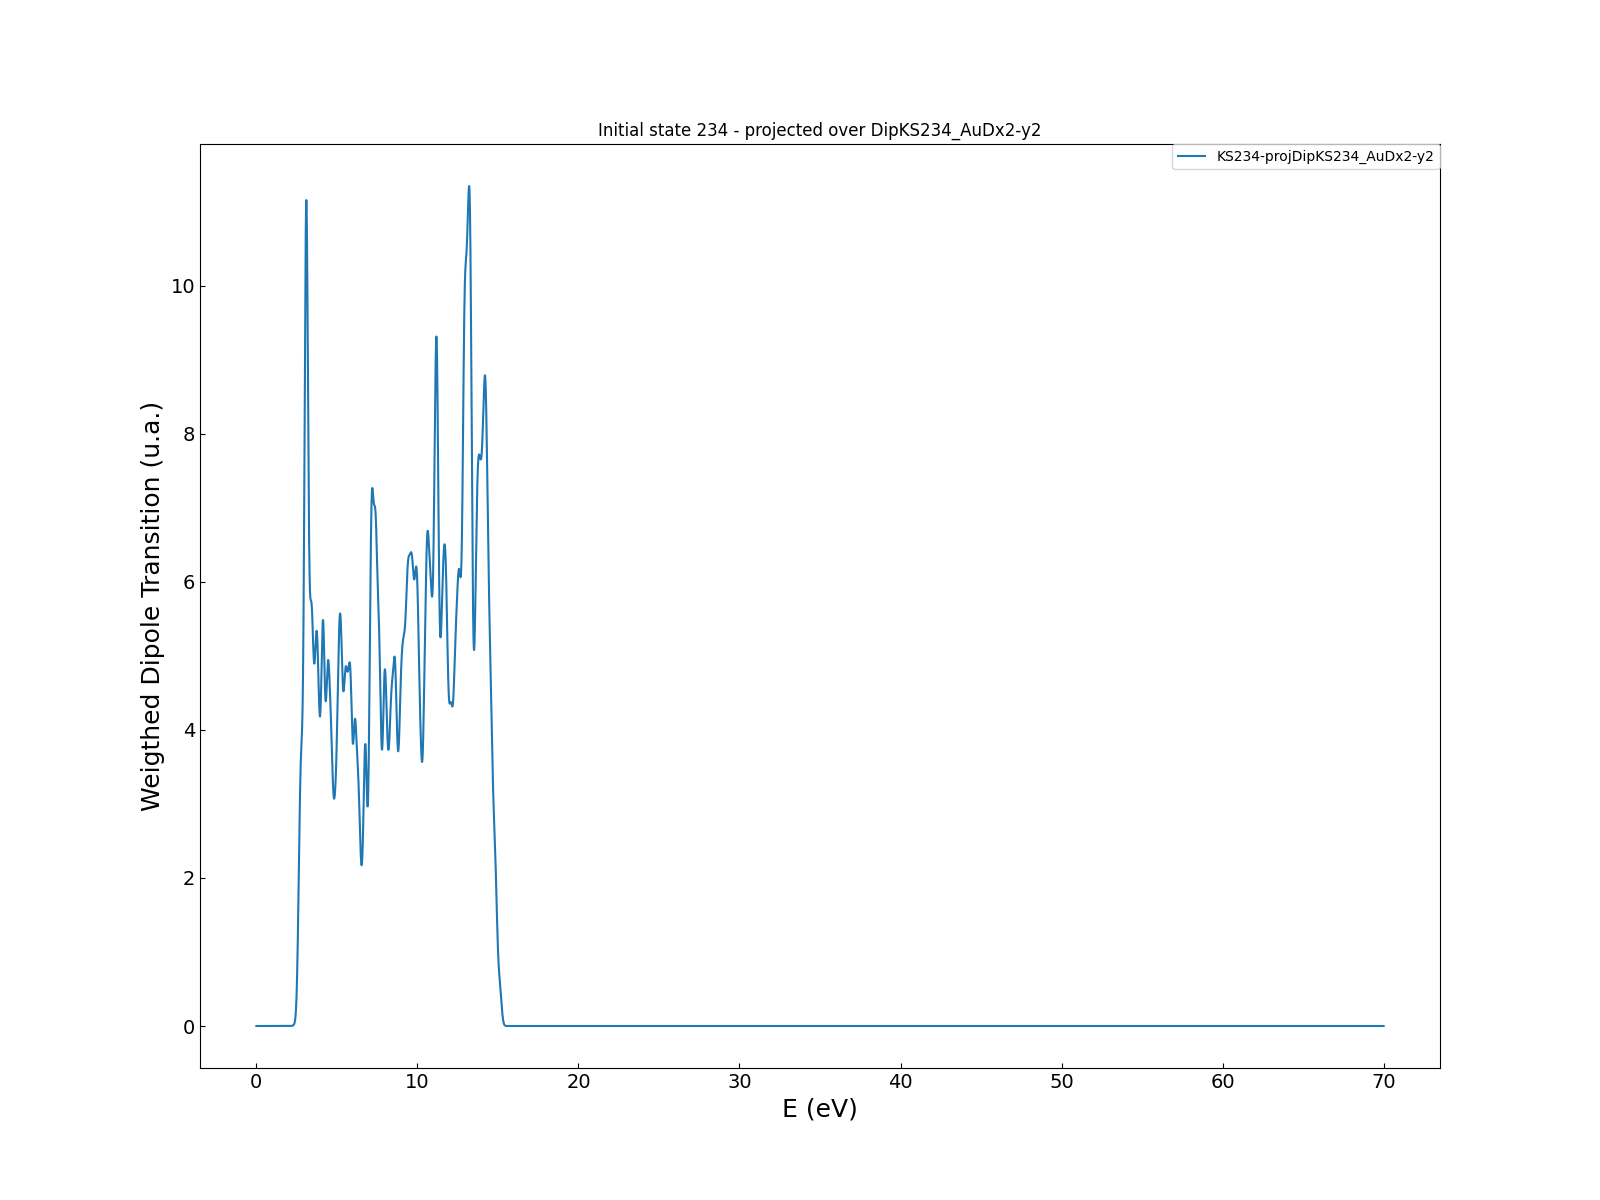 Initial state 234 - projected over DipKS234_AuDx2-y2
KS234-projDipKS234_AuDx2-y2
Weigthed Dipole Transition (u.a.)
10
8
6
4
2
0
0 10 20 30 40 50 60 70
E (eV)